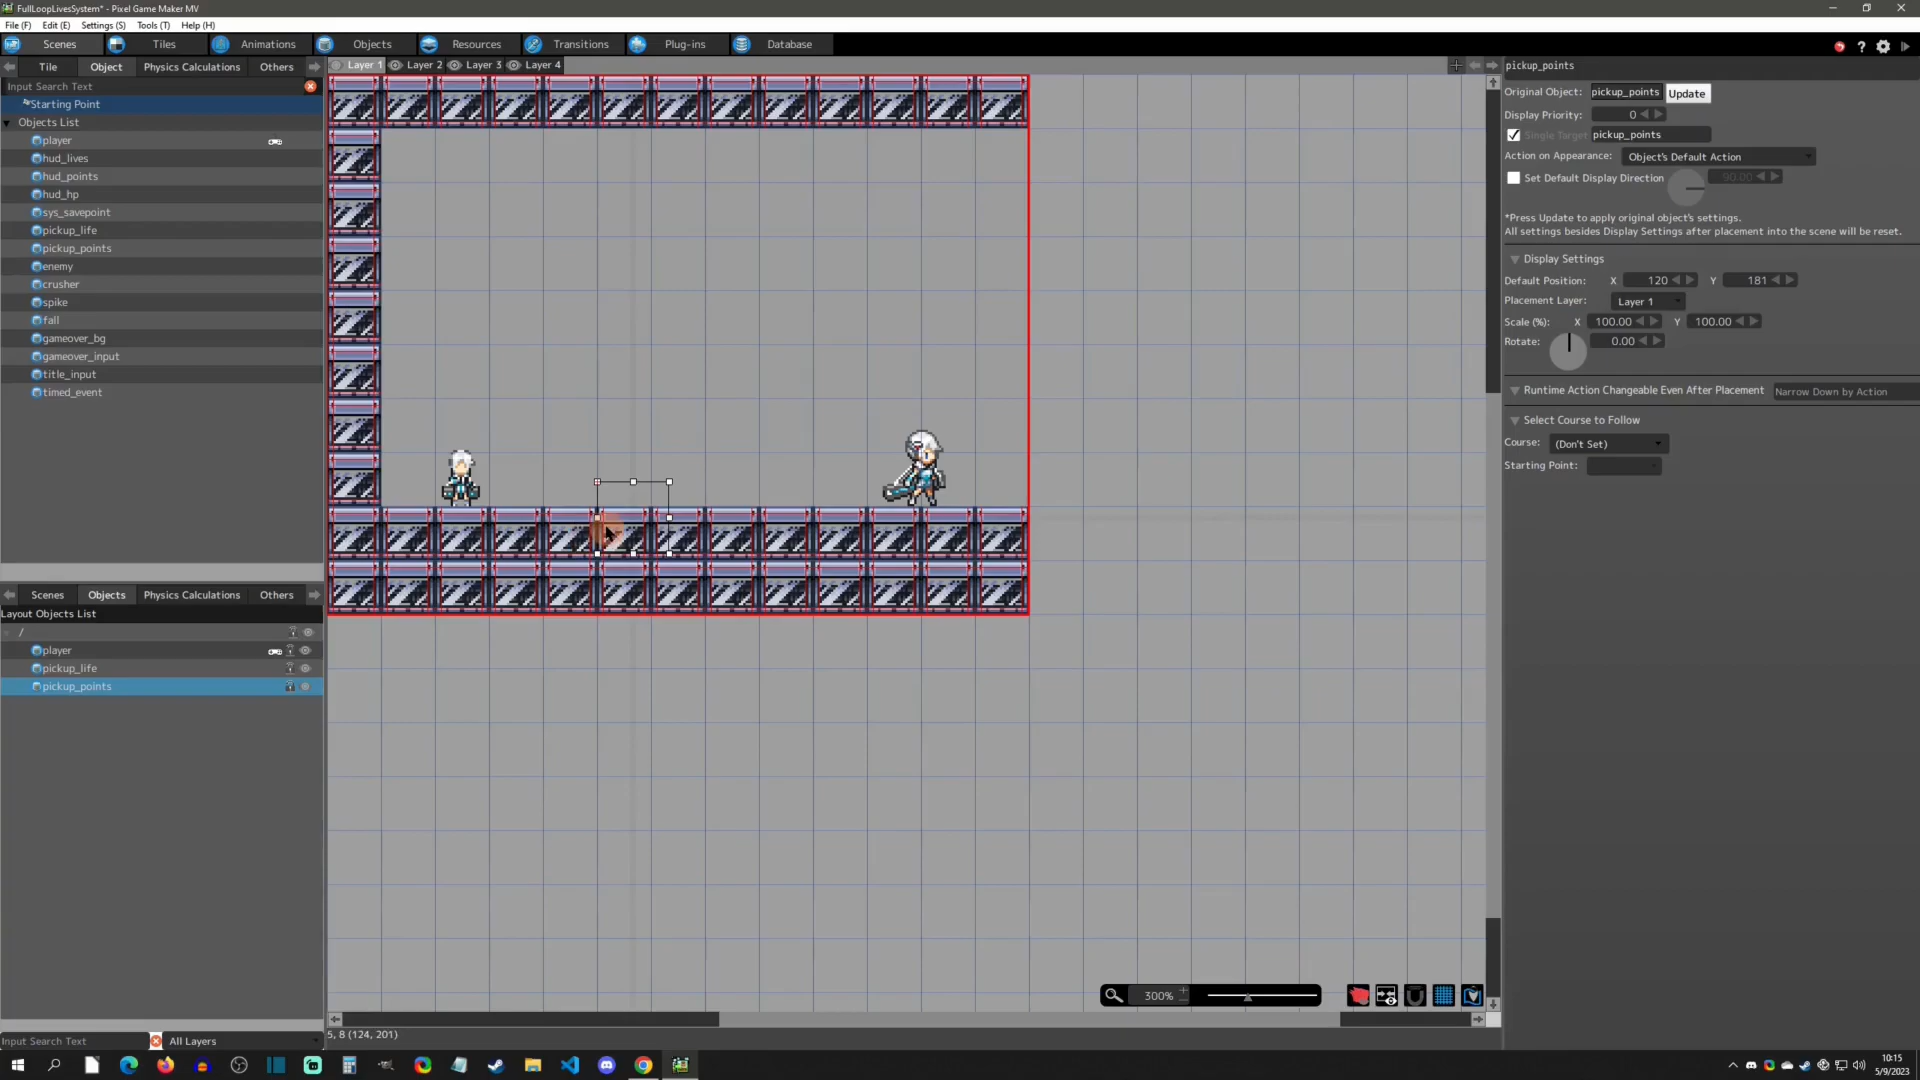 FullLoopLivesSystem* - Pixel Game Maker MV
File (F) Edit (E) Settings (S) Tools (T) Help (H)
Scenes Tiles Animations Objects Resources Transitions Plug-ins Database
Tile Object Physics Calculations Others
Input Search Text
Starting Point
Objects List
player
hud_lives
hud_points
hud_hp
sys_savepoint
pickup_life
pickup_points
enemy
crusher
spike
fall
gameover_bg
gameover_input
title_input
timed_event
Scenes Objects Physics Calculations Others
Layout Objects List
/
player
pickup_life
pickup_points
Input Search Text All Layers
Layer 1 Layer 2 Layer 3 Layer 4
300%
5, 8 (124, 201)
pickup_points
Original Object: pickup_points Update
Display Priority: 0
Single Target pickup_points
Action on Appearance: Object's Default Action
Set Default Display Direction 90.00
*Press Update to apply original object's settings.
All settings besides Display Settings after placement into the scene will be reset.
Display Settings
Default Position: X 120 Y 181
Placement Layer: Layer 1
Scale (%): X 100.00 Y 100.00
Rotate: 0.00
Runtime Action Changeable Even After Placement Narrow Down by Action
Select Course to Follow
Course: (Don't Set)
Starting Point:
10:15
5/9/2023